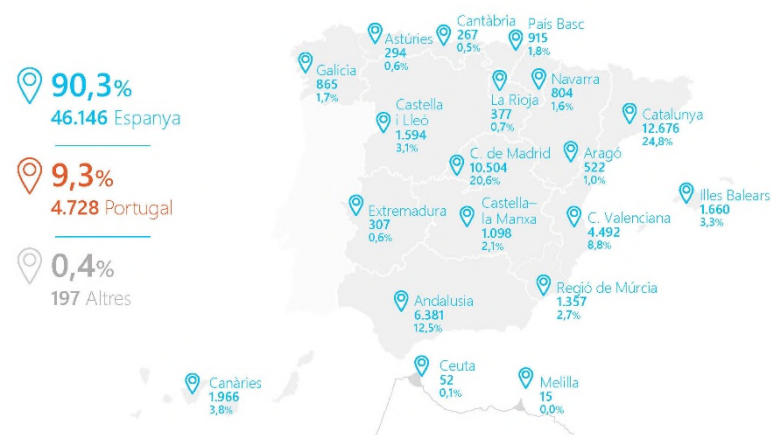 90,3%
46.146 Espanya
9,3%
4.728 Portugal
0,4%
197 Altres
Galícia
865
1,7%
Astúries
294
0,6%
Cantàbria
267
0,5%
País Basc
915
1,8%
Navarra
804
1,6%
La Rioja
377
0,7%
Castella
i Lleó
1.594
3,1%
Catalunya
12.676
24,8%
Aragó
522
1,0%
C. de Madrid
10.504
20,6%
Extremadura
307
0,6%
Castella–
la Manxa
1.098
2,1%
C. Valenciana
4.492
8,8%
Illes Balears
1.660
3,3%
Andalusia
6.381
12,5%
Regió de Múrcia
1.357
2,7%
Canàries
1.966
3,8%
Ceuta
52
0,1%
Melilla
15
0,0%